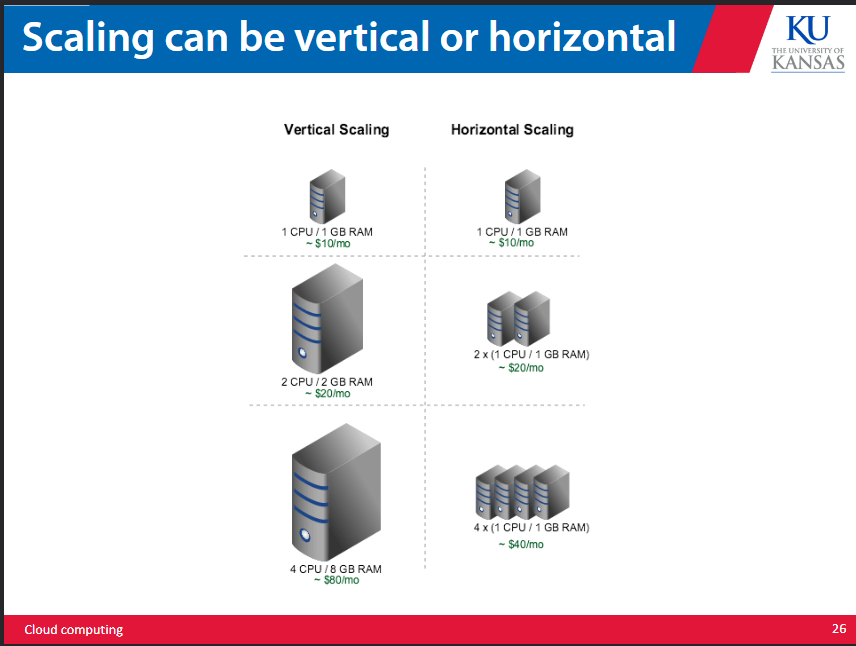 Scaling can be vertical or horizontal
KU
THE UNIVERSITY OF
KANSAS
Vertical Scaling
Horizontal Scaling
1 CPU / 1 GB RAM
~ $10/mo
1 CPU / 1 GB RAM
~ $10/mo
2 CPU / 2 GB RAM
~ $20/mo
2 x (1 CPU / 1 GB RAM)
~ $20/mo
4 CPU / 8 GB RAM
~ $80/mo
4 x (1 CPU / 1 GB RAM)
~ $40/mo
Cloud computing
26